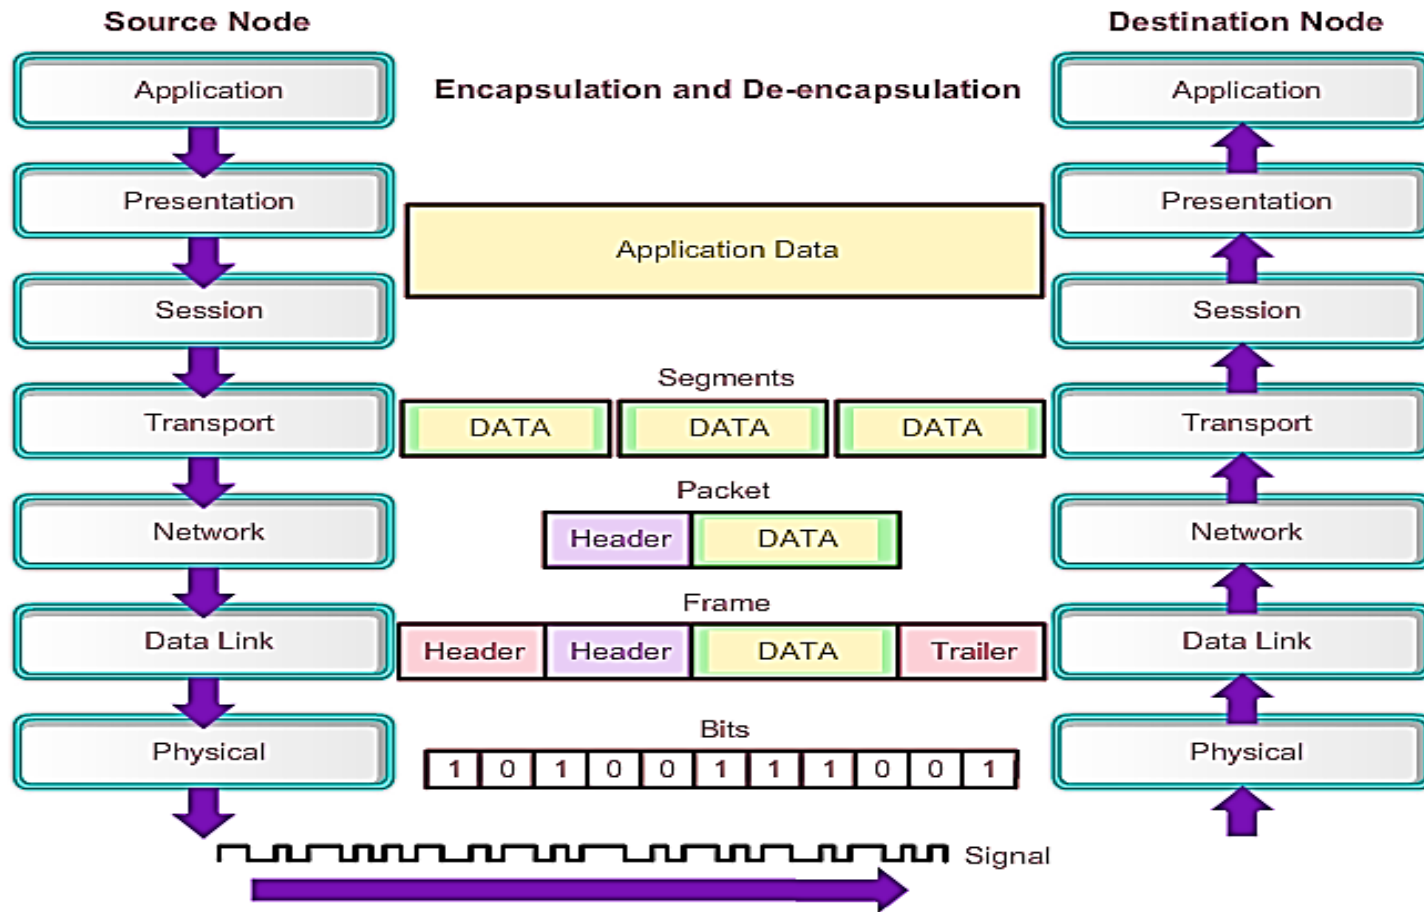 Source Node
Destination Node
Encapsulation and De-encapsulation
Application
Application
Presentation
Presentation
Application Data
Session
Session
Segments
Transport
DATA DATA DATA
Transport
Packet
Network
Header DATA
Network
Frame
Data Link
Header Header DATA Trailer
Data Link
Bits
Physical
1 0 1 0 0 1 1 1 0 0 1
Physical
Signal